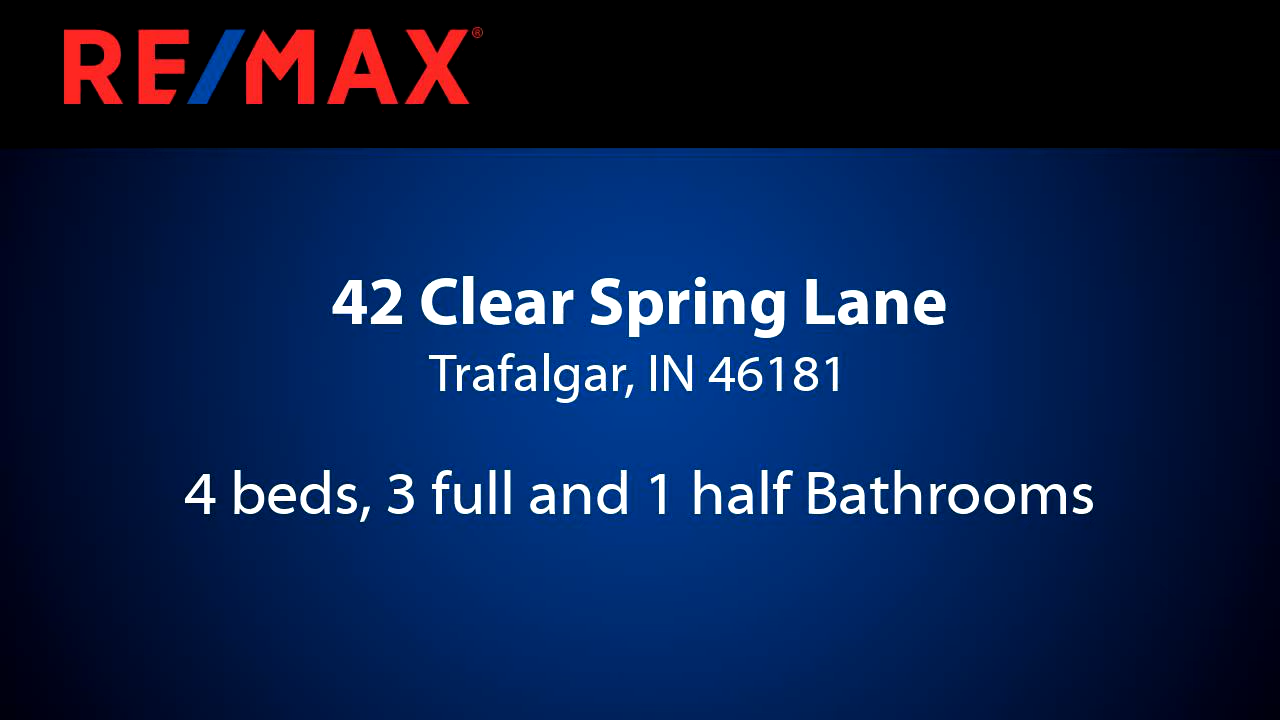 RE/MAX®
42 Clear Spring Lane
Trafalgar, IN 46181
4 beds, 3 full and 1 half Bathrooms